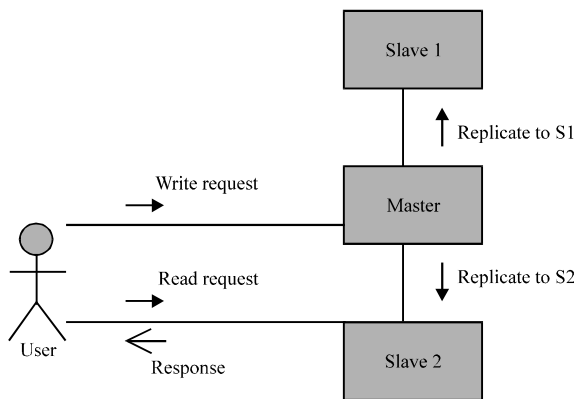 Slave 1
Replicate to S1
Write request
Master
Read request
Replicate to S2
User
Response
Slave 2